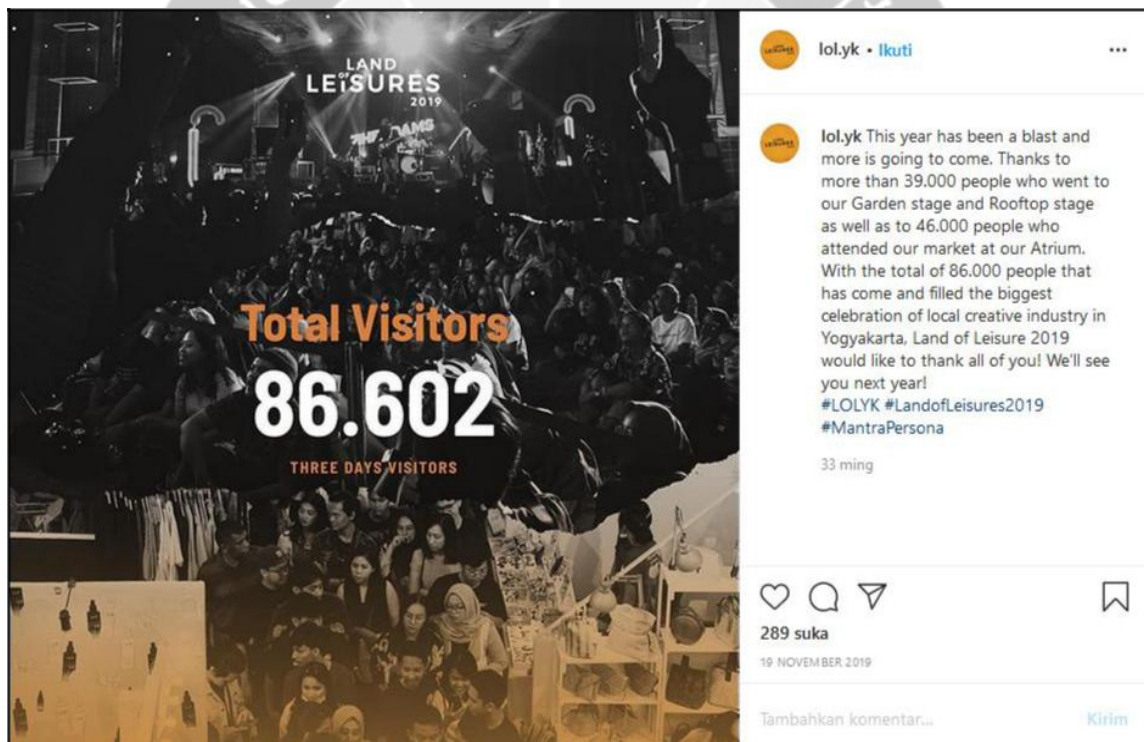 LAND
OF
LEiSURES
2019
THE ADAMS
Total Visitors
86.602
THREE DAYS VISITORS
lol.yk • Ikuti
lol.yk This year has been a blast and
more is going to come. Thanks to
more than 39.000 people who went to
our Garden stage and Rooftop stage
as well as to 46.000 people who
attended our market at our Atrium.
With the total of 86.000 people that
has come and filled the biggest
celebration of local creative industry in
Yogyakarta, Land of Leisure 2019
would like to thank all of you! We'll see
you next year!
#LOLYK #LandofLeisures2019
#MantraPersona
33 ming
289 suka
19 NOVEMBER 2019
Tambahkan komentar...
Kirim